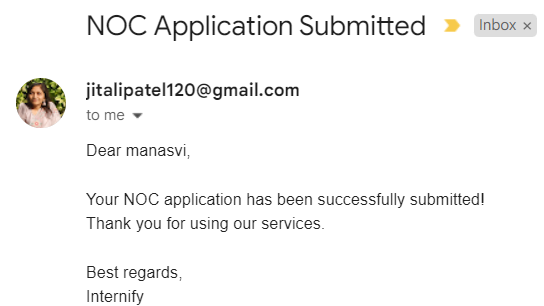 NOC Application Submitted
Inbox ×
jitalipatel120@gmail.com
to me
Dear manasvi,
Your NOC application has been successfully submitted!
Thank you for using our services.
Best regards,
Internify